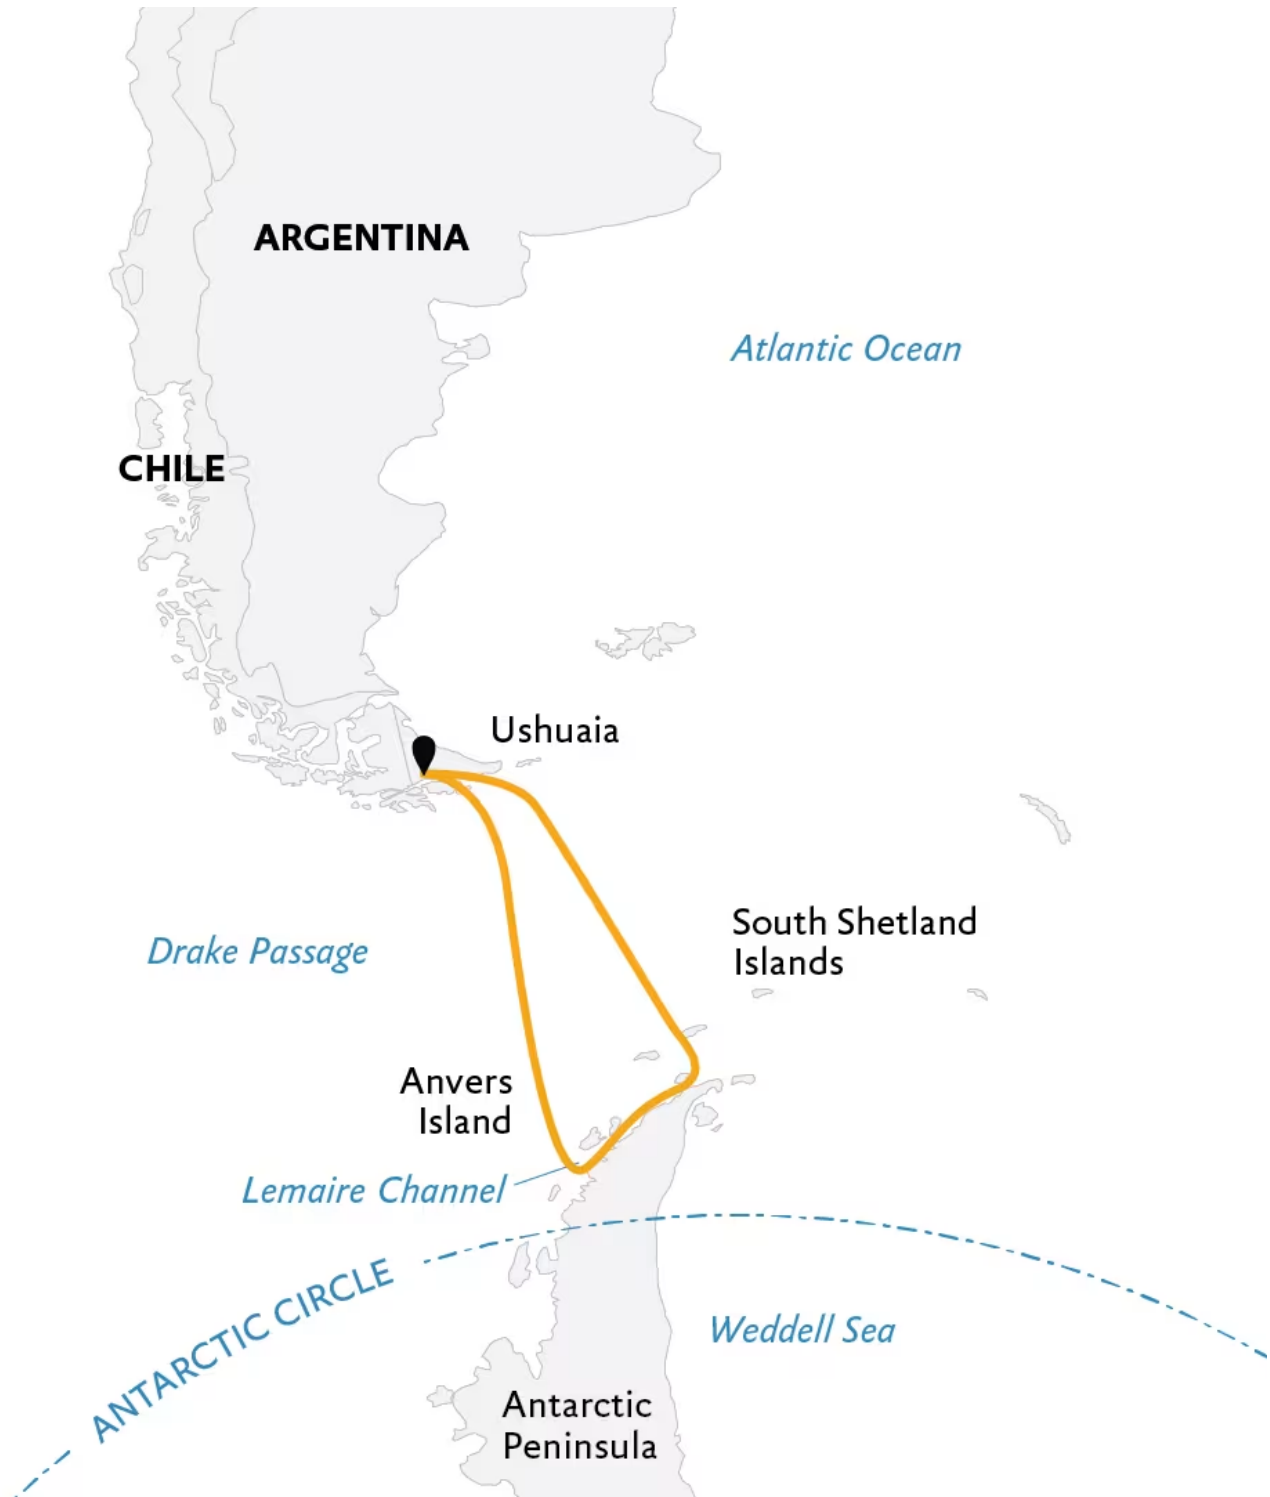 ARGENTINA
Atlantic Ocean
CHILE
Ushuaia
South Shetland
Islands
Drake Passage
Anvers
Island
Lemaire Channel
ANTARCTIC CIRCLE
Weddell Sea
Antarctic
Peninsula